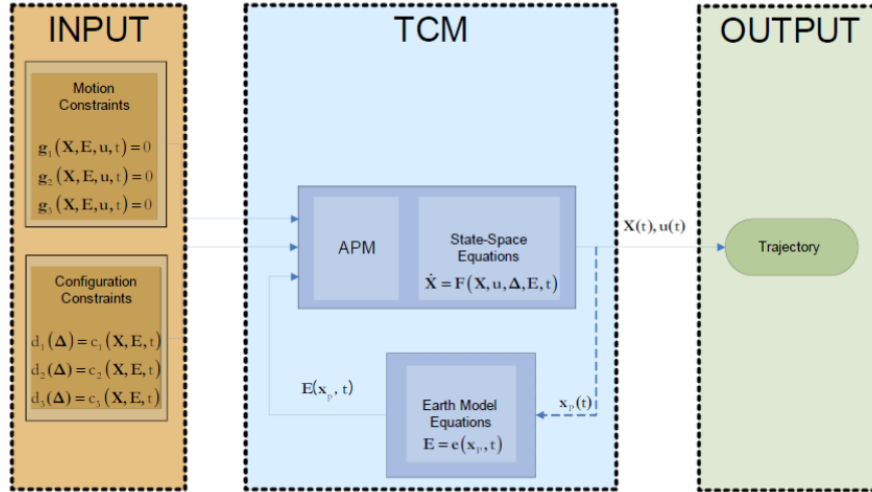 INPUT
Motion
Constraints
g₁(X,E,u,t)=0
g₂(X,E,u,t)=0
g₃(X,E,u,t)=0
Configuration
Constraints
d₁(Δ)=c₁(X,E,t)
d₂(Δ)=c₂(X,E,t)
d₃(Δ)=c₃(X,E,t)
TCM
APM
State-Space
Equations
Ẋ=F(X,u,Δ,E,t)
E(xₚ,t)
Earth Model
Equations
E=e(xₚ,t)
xₚ(t)
X(t),u(t)
OUTPUT
Trajectory